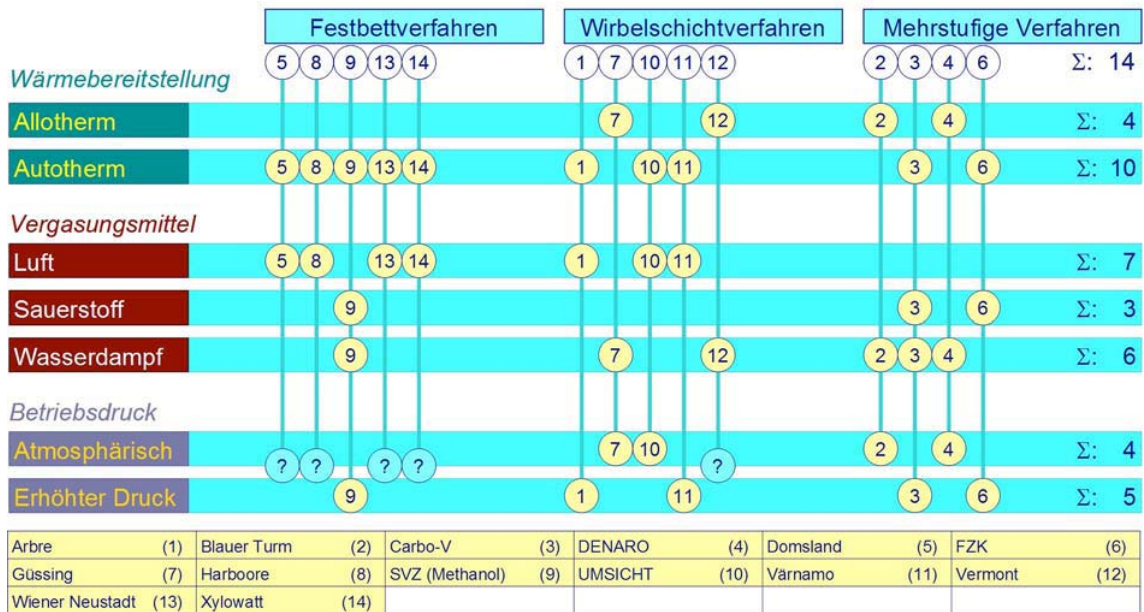 Festbettverfahren Wirbelschichtverfahren Mehrstufige Verfahren
5 8 9 13 14 1 7 10 11 12 2 3 4 6 Σ: 14
Wärmebereitstellung
Allotherm 7 12 2 4 Σ: 4
Autotherm 5 8 9 13 14 1 10 11 3 6 Σ: 10
Vergasungsmittel
Luft 5 8 13 14 1 10 11 Σ: 7
Sauerstoff 9 3 6 Σ: 3
Wasserdampf 9 7 12 2 3 4 Σ: 6
Betriebsdruck
Atmosphärisch 7 10 2 4 Σ: 4
? ? ? ? ?
Erhöhter Druck 9 1 11 3 6 Σ: 5
Arbre (1) Blauer Turm (2) Carbo-V (3) DENARO (4) Domsland (5) FZK (6)
Güssing (7) Harboore (8) SVZ (Methanol) (9) UMSICHT (10) Värnamo (11) Vermont (12)
Wiener Neustadt (13) Xylowatt (14)